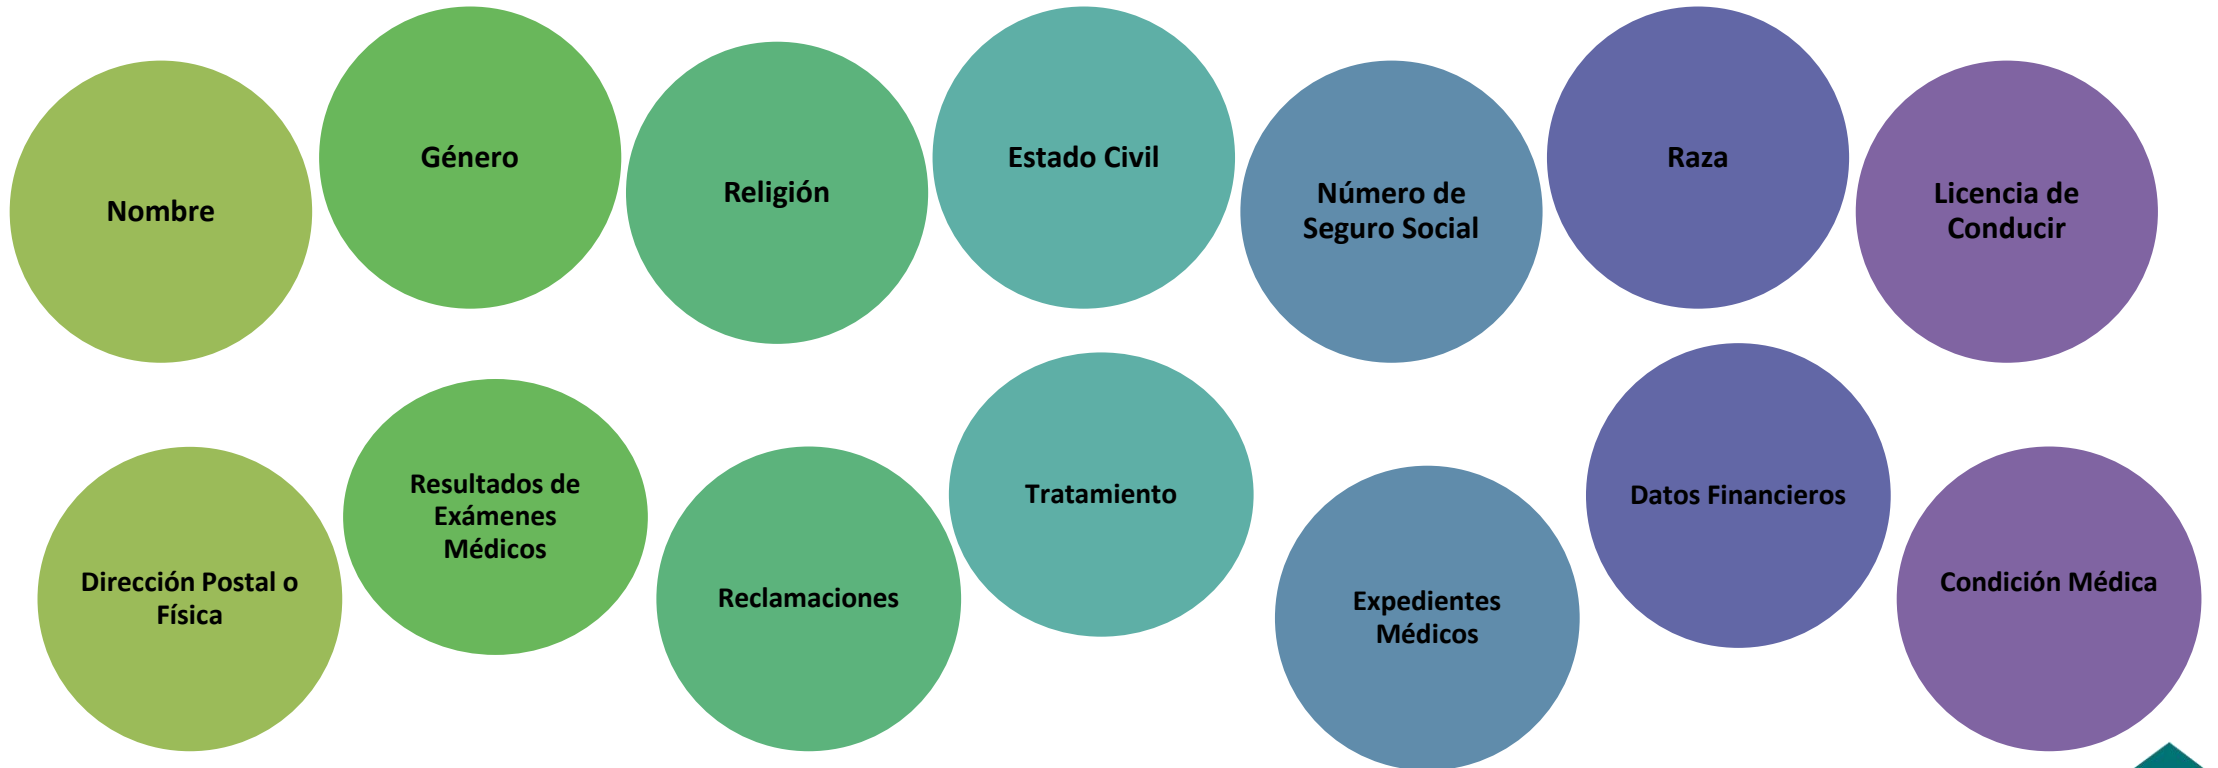 Nombre
Género
Religión
Estado Civil
Número de
Seguro Social
Raza
Licencia de
Conducir
Dirección Postal o
Física
Resultados de
Exámenes
Médicos
Reclamaciones
Tratamiento
Expedientes
Médicos
Datos Financieros
Condición Médica